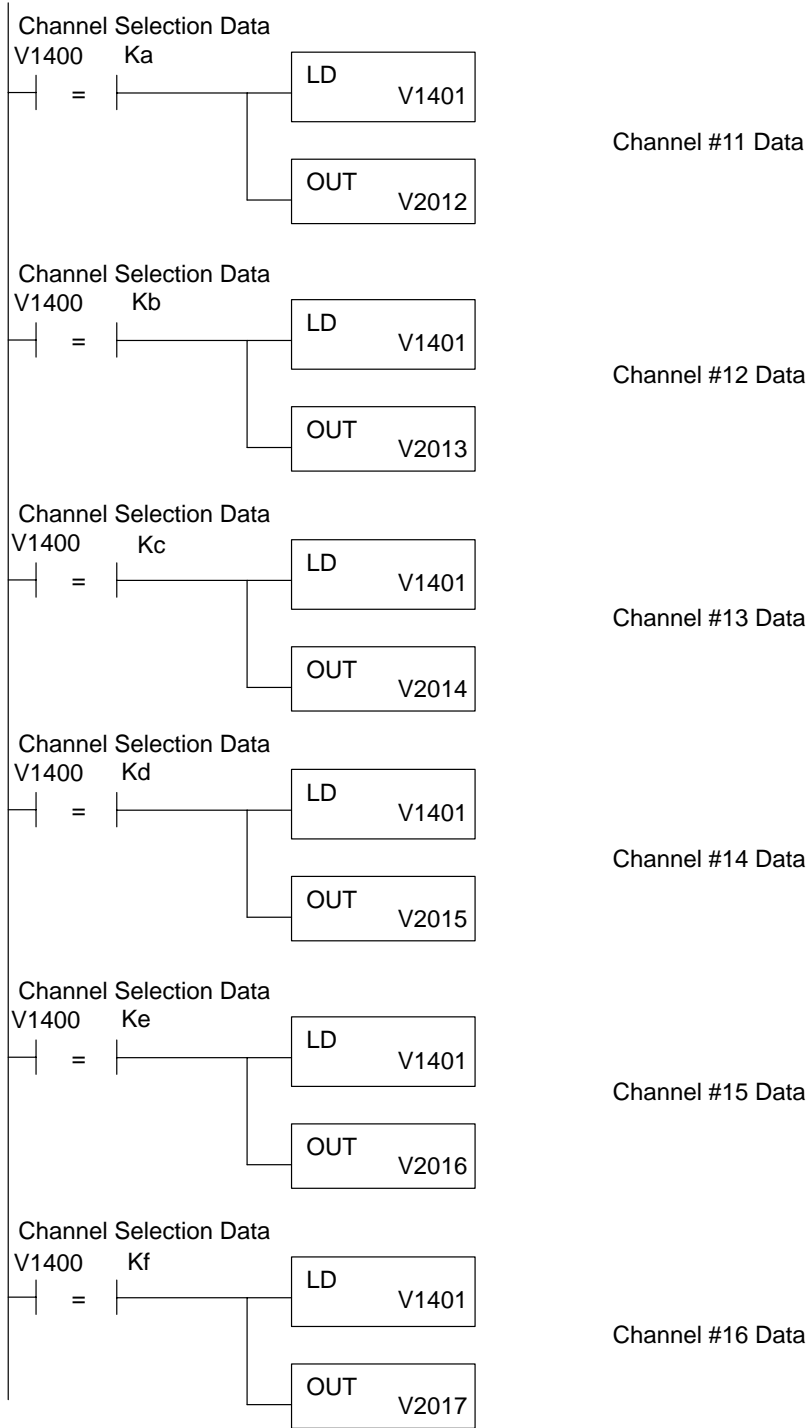 Channel Selection Data
V1400 Ka
=
LD
V1401
Channel #11 Data
OUT
V2012
Channel Selection Data
V1400 Kb
=
LD
V1401
Channel #12 Data
OUT
V2013
Channel Selection Data
V1400 Kc
=
LD
V1401
Channel #13 Data
OUT
V2014
Channel Selection Data
V1400 Kd
=
LD
V1401
Channel #14 Data
OUT
V2015
Channel Selection Data
V1400 Ke
=
LD
V1401
Channel #15 Data
OUT
V2016
Channel Selection Data
V1400 Kf
=
LD
V1401
Channel #16 Data
OUT
V2017